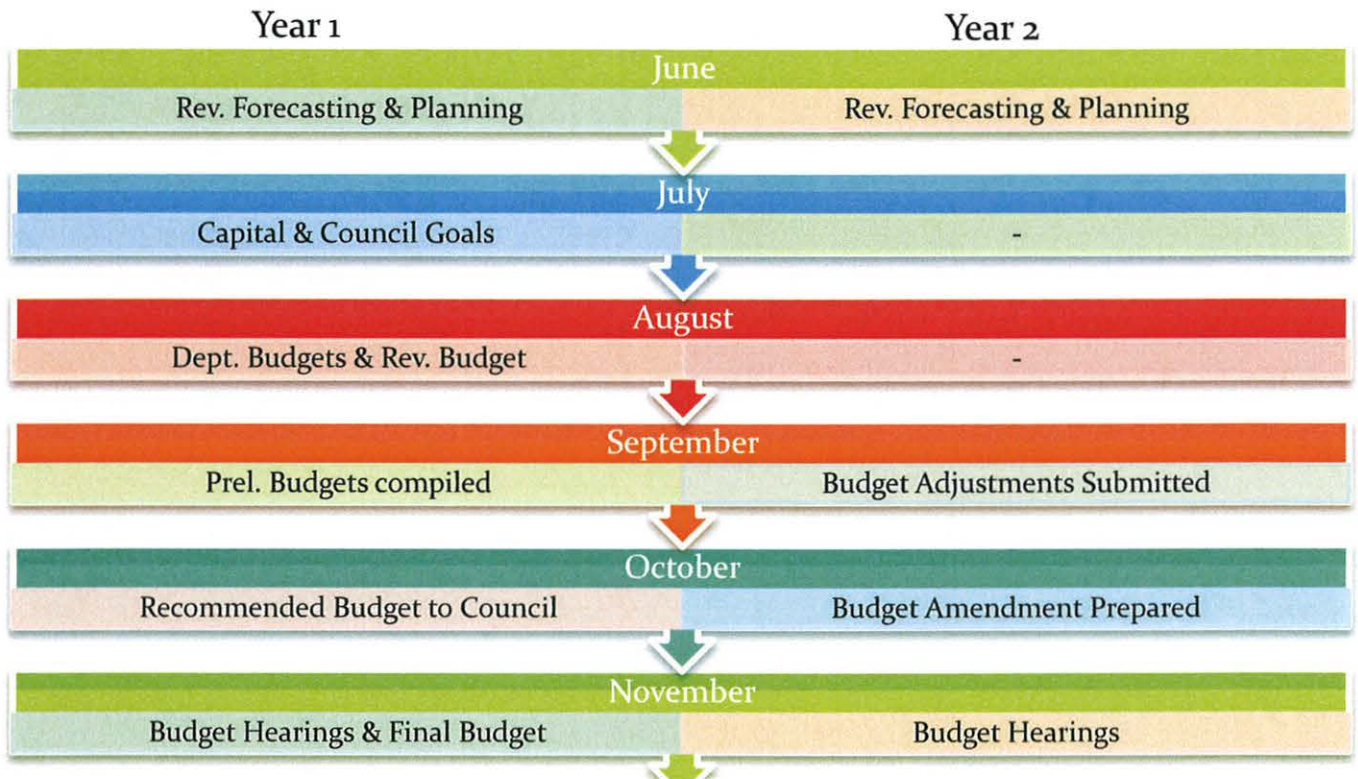 Year 1 Year 2
June
Rev. Forecasting & Planning Rev. Forecasting & Planning
July
Capital & Council Goals -
August
Dept. Budgets & Rev. Budget -
September
Prel. Budgets compiled Budget Adjustments Submitted
October
Recommended Budget to Council Budget Amendment Prepared
November
Budget Hearings & Final Budget Budget Hearings